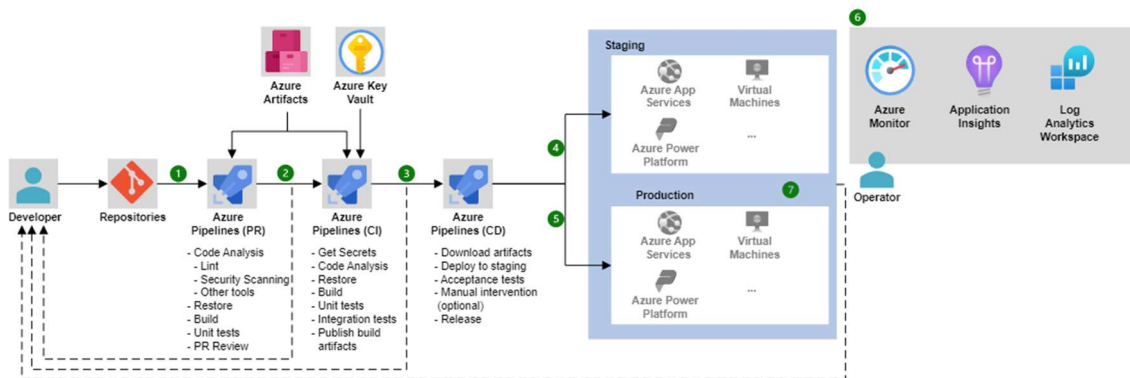 6
Staging
Azure App
Services
Virtual
Machines
Azure Power
Platform
...
Azure
Monitor
Application
Insights
Log
Analytics
Workspace
Azure
Artifacts
Azure Key
Vault
4
1
2
3
7
5
Operator
Production
Azure App
Services
Virtual
Machines
Azure Power
Platform
...
Developer
Repositories
Azure
Pipelines (PR)
- Code Analysis
- Lint
- Security Scanning
- Other tools
- Restore
- Build
- Unit tests
- PR Review
Azure
Pipelines (CI)
- Get Secrets
- Code Analysis
- Restore
- Build
- Unit tests
- Integration tests
- Publish build
artifacts
Azure
Pipelines (CD)
- Download artifacts
- Deploy to staging
- Acceptance tests
- Manual intervention
(optional)
- Release